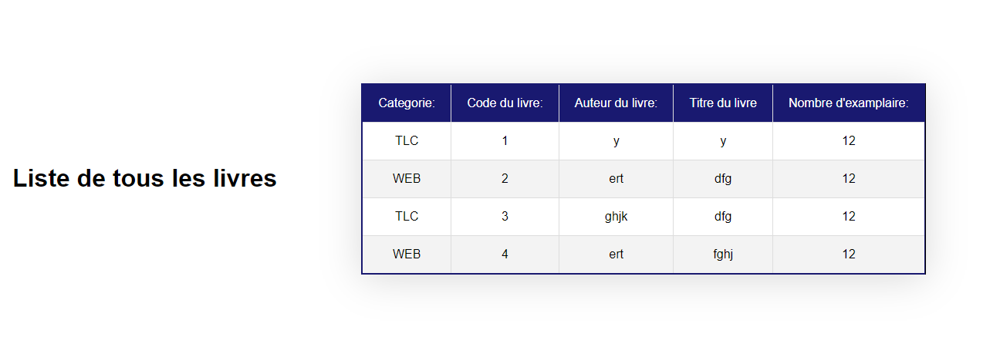 Liste de tous les livres
Categorie: Code du livre: Auteur du livre: Titre du livre Nombre d'examplaire:
TLC 1 y y 12
WEB 2 ert dfg 12
TLC 3 ghjk dfg 12
WEB 4 ert fghj 12